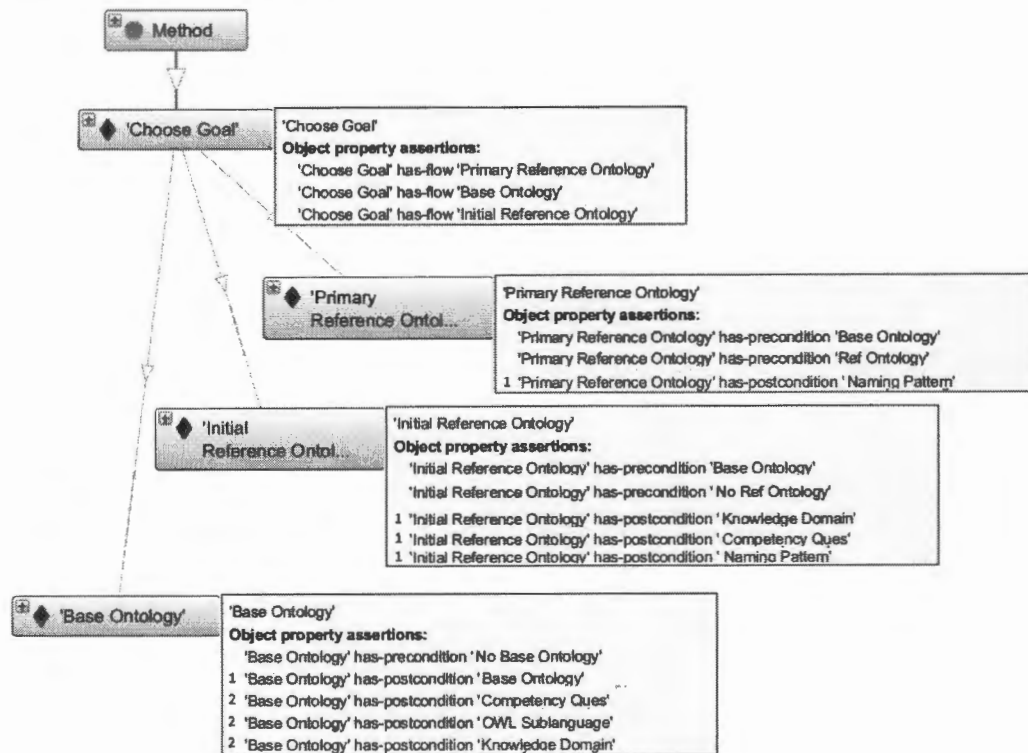 Method
'Choose Goal'
'Choose Goal'
Object property assertions:
'Choose Goal' has-flow 'Primary Reference Ontology'
'Choose Goal' has-flow 'Base Ontology'
'Choose Goal' has-flow 'Initial Reference Ontology'
'Primary
Reference Ontol...
'Primary Reference Ontology'
Object property assertions:
'Primary Reference Ontology' has-precondition 'Base Ontology'
'Primary Reference Ontology' has-precondition 'Ref Ontology'
1 'Primary Reference Ontology' has-postcondition ' Naming Pattern'
'Initial
Reference Ontol...
'Initial Reference Ontology'
Object property assertions:
'Initial Reference Ontology' has-precondition 'Base Ontology'
'Initial Reference Ontology' has-precondition ' No Ref Ontology'
1 'Initial Reference Ontology' has-postcondition ' Knowledge Domain'
1 'Initial Reference Ontology' has-postcondition ' Competency Ques'
1 'Initial Reference Ontology' has-postcondition ' Naming Pattern'
'Base Ontology'
'Base Ontology'
Object property assertions:
'Base Ontology' has-precondition 'No Base Ontology'
1 'Base Ontology' has-postcondition 'Base Ontology'
2 'Base Ontology' has-postcondition 'Competency Ques'
2 'Base Ontology' has-postcondition 'OWL Sublanguage'
2 'Base Ontology' has-postcondition 'Knowledge Domain'